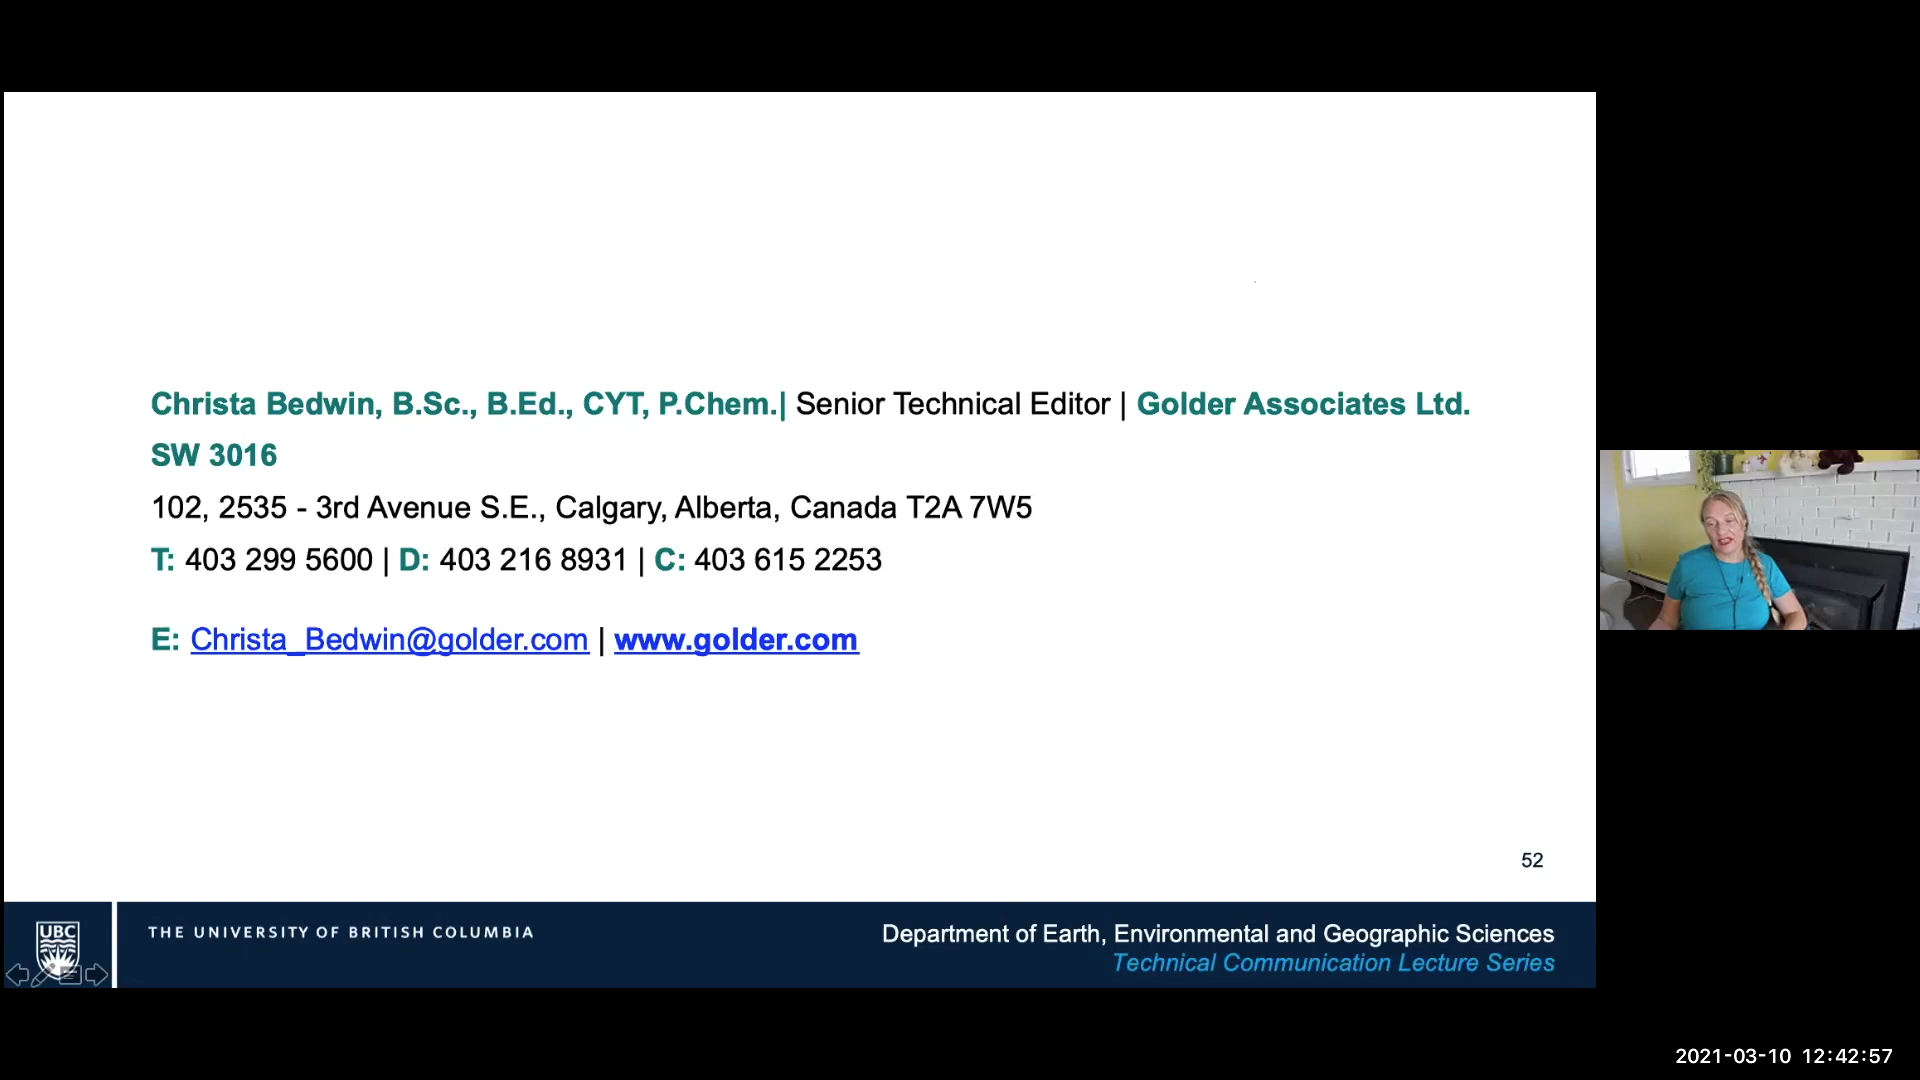 Christa Bedwin, B.Sc., B.Ed., CYT, P.Chem.| Senior Technical Editor | Golder Associates Ltd.
SW 3016
102, 2535 - 3rd Avenue S.E., Calgary, Alberta, Canada T2A 7W5
T: 403 299 5600 | D: 403 216 8931 | C: 403 615 2253
E: Christa_Bedwin@golder.com | www.golder.com
52
UBC
THE UNIVERSITY OF BRITISH COLUMBIA
Department of Earth, Environmental and Geographic Sciences
Technical Communication Lecture Series
2021-03-10 12:42:57